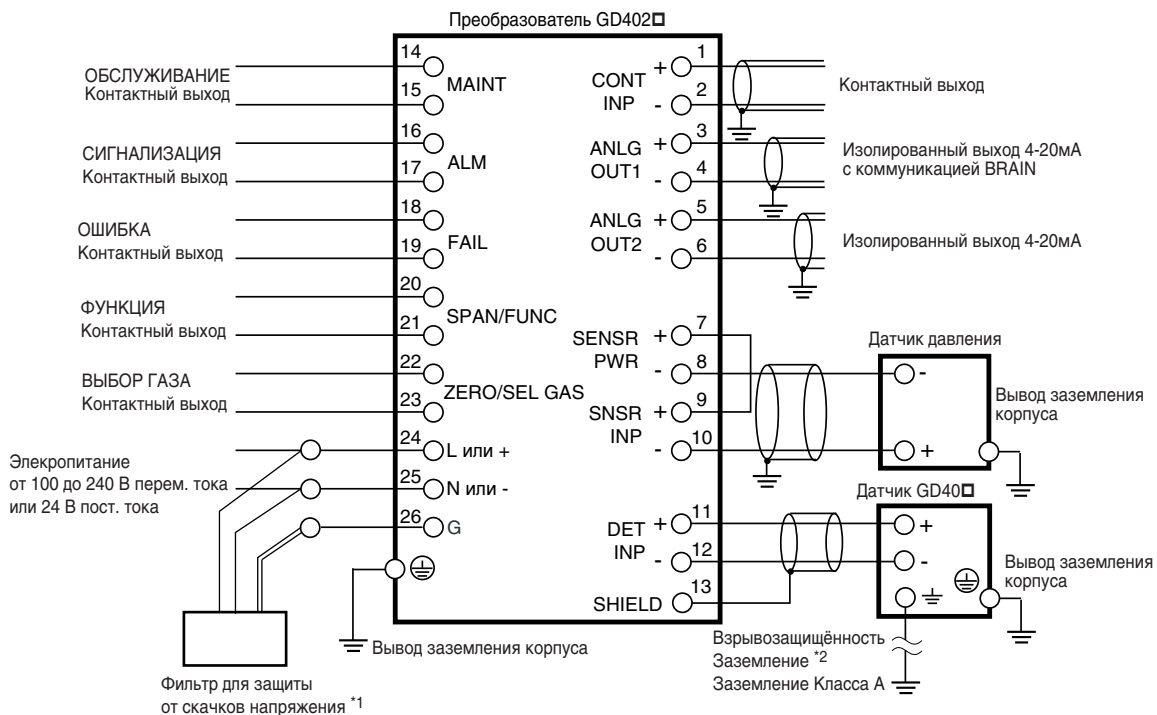 Преобразователь GD402□
14
15
MAINT
16
17
ALM
18
19
FAIL
20
21
SPAN/FUNC
22
23
ZERO/SEL GAS
24
L или +
25
N или -
26
G
ОБСЛУЖИВАНИЕ
Контактный выход
СИГНАЛИЗАЦИЯ
Контактный выход
ОШИБКА
Контактный выход
ФУНКЦИЯ
Контактный выход
ВЫБОР ГАЗА
Контактный выход
Элекропитание
от 100 до 240 В перем. тока
или 24 В пост. тока
Фильтр для защиты
от скачков напряжения *1
Вывод заземления корпуса
CONT
INP
+ 1
- 2
Контактный выход
ANLG
OUT1
+ 3
- 4
Изолированный выход 4-20мА
с коммуникацией BRAIN
ANLG
OUT2
+ 5
- 6
Изолированный выход 4-20мА
SENSR
PWR
+ 7
- 8
SNSR
INP
+ 9
- 10
Датчик давления
-
+
Вывод заземления
корпуса
DET
INP
+ 11
- 12
SHIELD
13
Датчик GD40□
+
-
Вывод заземления
корпуса
Взрывозащищённость
Заземление *2
Заземление Класса А